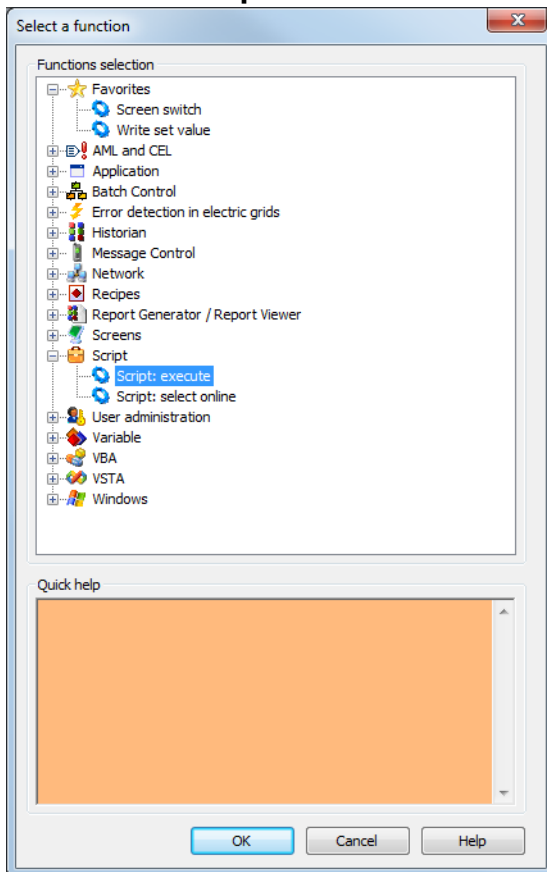 Select a function
Functions selection
Favorites
Screen switch
Write set value
AML and CEL
Application
Batch Control
Error detection in electric grids
Historian
Message Control
Network
Recipes
Report Generator / Report Viewer
Screens
Script
Script: execute
Script: select online
User administration
Variable
VBA
VSTA
Windows
Quick help
OK Cancel Help